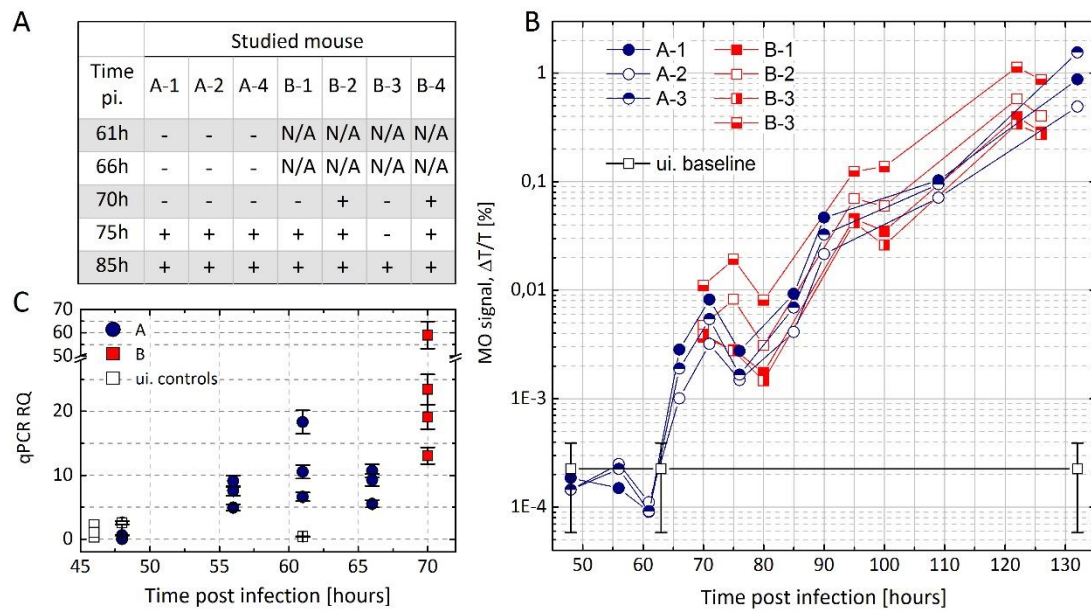 A
Studied mouse
Time pi. A-1 A-2 A-4 B-1 B-2 B-3 B-4
61h - - - N/A N/A N/A N/A
66h - - - N/A N/A N/A N/A
70h - - - - + - +
75h + + + + + - +
85h + + + + + + +
B
A-1 B-1
A-2 B-2
A-3 B-3
B-3
ui. baseline
1
0,1
0,01
1E-3
1E-4
MO signal, ΔT/T [%]
50 60 70 80 90 100 110 120 130
Time post infection [hours]
C
A
B
ui. controls
70
60
50
20
10
0
qPCR RQ
45 50 55 60 65 70
Time post infection [hours]